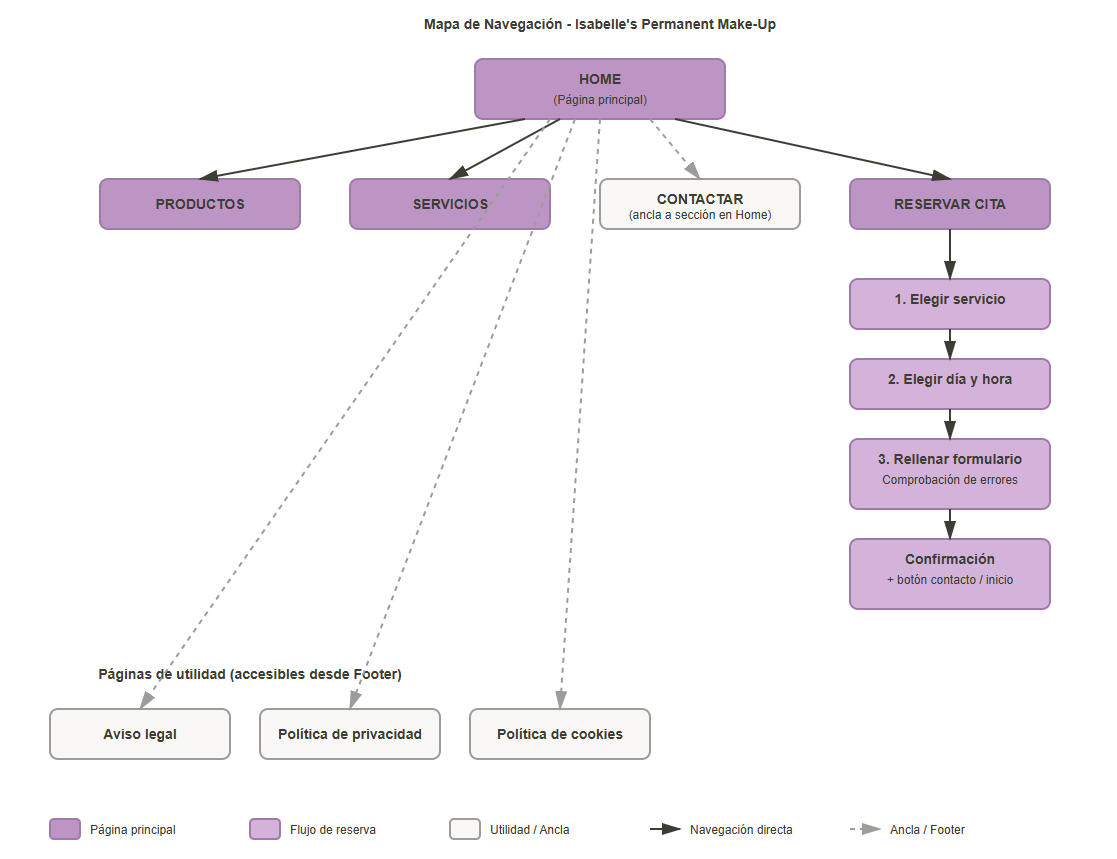 Mapa de Navegación - Isabelle's Permanent Make-Up
HOME
(Página principal)
PRODUCTOS
SERVICIOS
CONTACTAR
(ancla a sección en Home)
RESERVAR CITA
1. Elegir servicio
2. Elegir día y hora
3. Rellenar formulario
Comprobación de errores
Confirmación
+ botón contacto / inicio
Páginas de utilidad (accesibles desde Footer)
Aviso legal
Política de privacidad
Política de cookies
Página principal
Flujo de reserva
Utilidad / Ancla
Navegación directa
Ancla / Footer